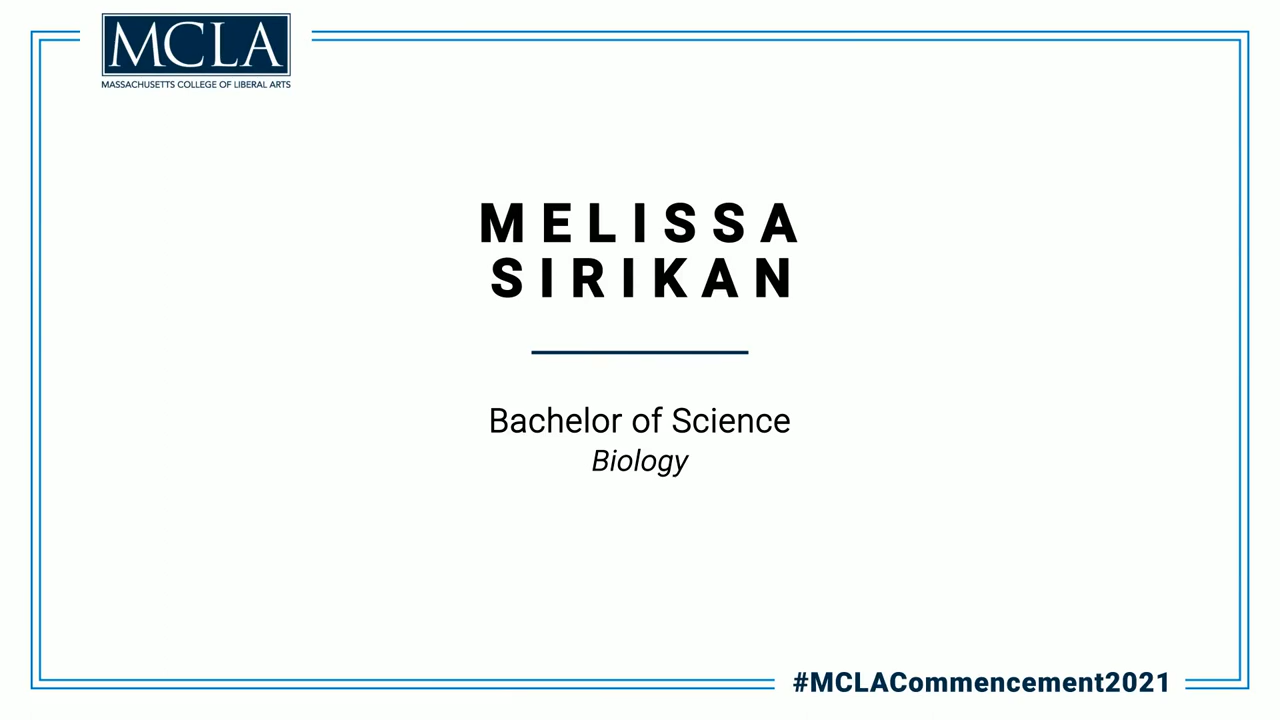 MCLA
MASSACHUSETTS COLLEGE OF LIBERAL ARTS
MELISSA
SIRIKAN
Bachelor of Science
Biology
#MCLACommencement2021